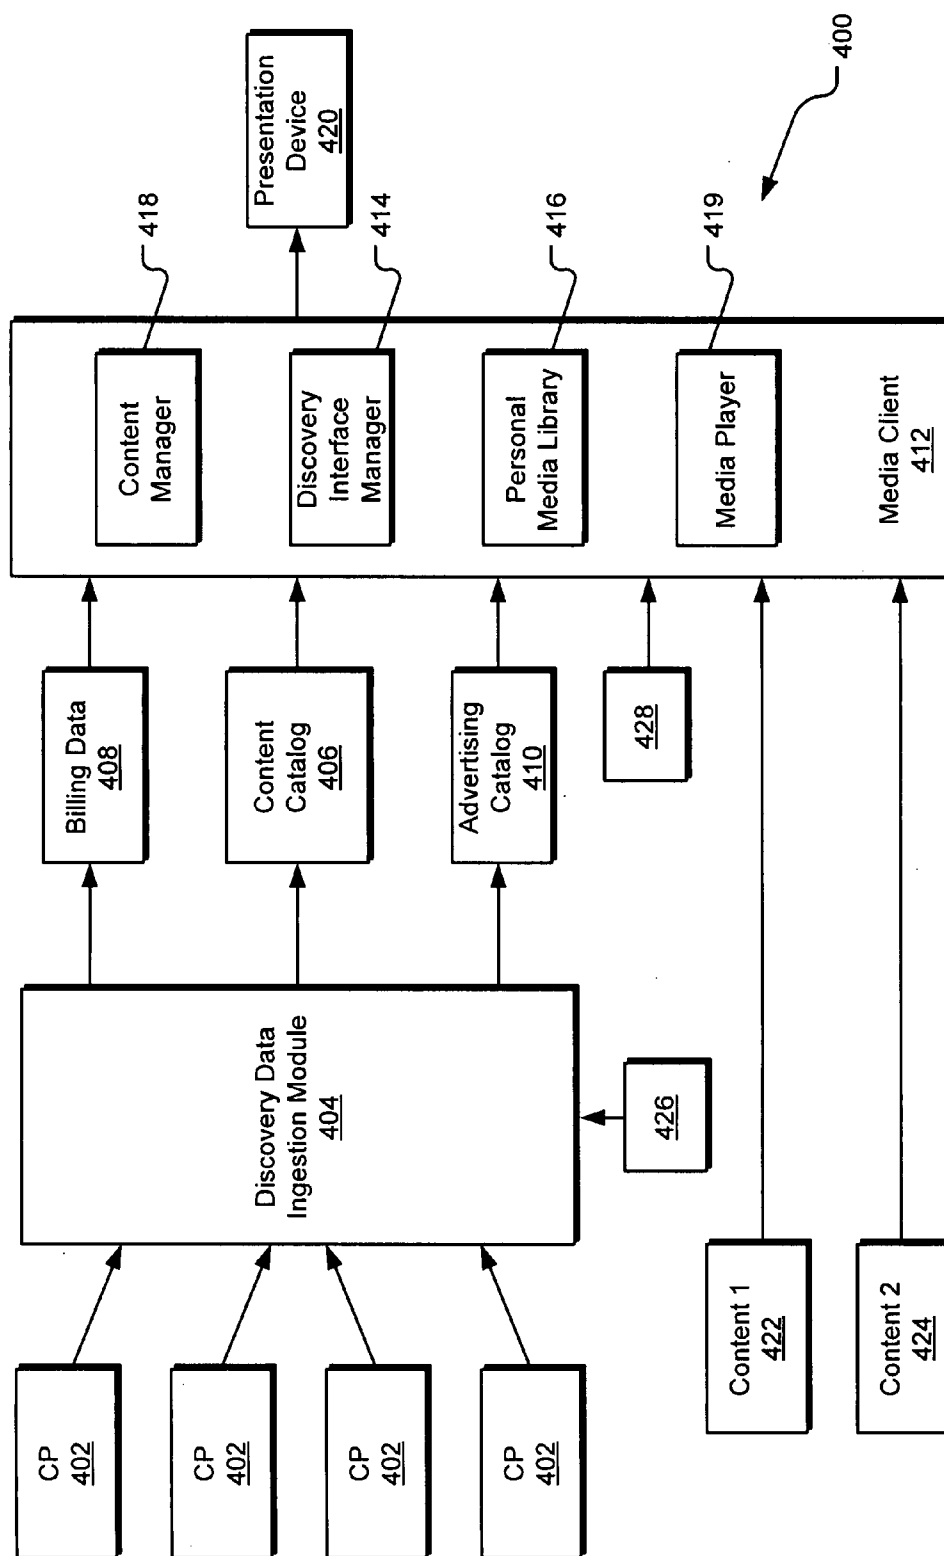 CP
402
CP
402
CP
402
CP
402
Discovery Data
Ingestion Module
404
426
Billing Data
408
Content
Catalog
406
Advertising
Catalog
410
428
Content 1
422
Content 2
424
Content
Manager
418
Discovery
Interface
Manager
414
Personal
Media Library
416
Media Player
419
Media Client
412
Presentation
Device
420
400